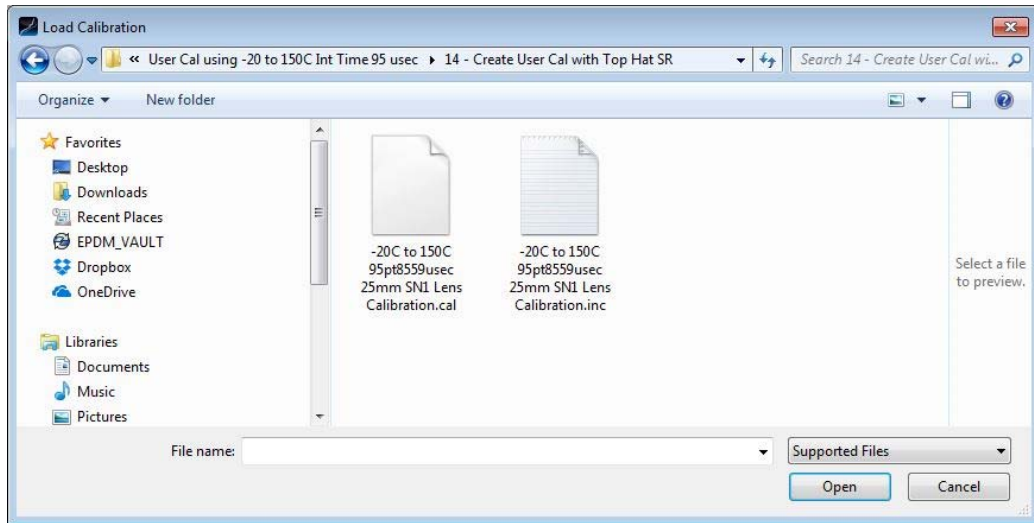 Load Calibration
« User Cal using -20 to 150C Int Time 95 usec ▸ 14 - Create User Cal with Top Hat SR
Search 14 - Create User Cal wi...
Organize
New folder
Favorites
Desktop
Downloads
Recent Places
EPDM_VAULT
Dropbox
OneDrive
Libraries
Documents
Music
Pictures
-20C to 150C
95pt8559usec
25mm SN1 Lens
Calibration.cal
-20C to 150C
95pt8559usec
25mm SN1 Lens
Calibration.inc
Select a file
to preview.
File name:
Supported Files
Open
Cancel